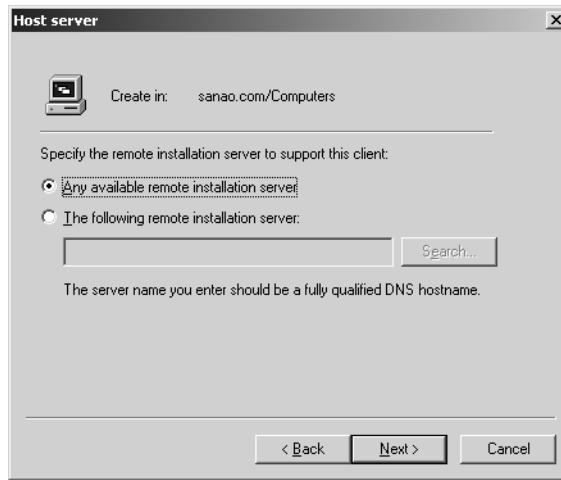 Host server
Create in: sanao.com/Computers
Specify the remote installation server to support this client:
Any available remote installation server
The following remote installation server:
Search...
The server name you enter should be a fully qualified DNS hostname.
< Back Next > Cancel